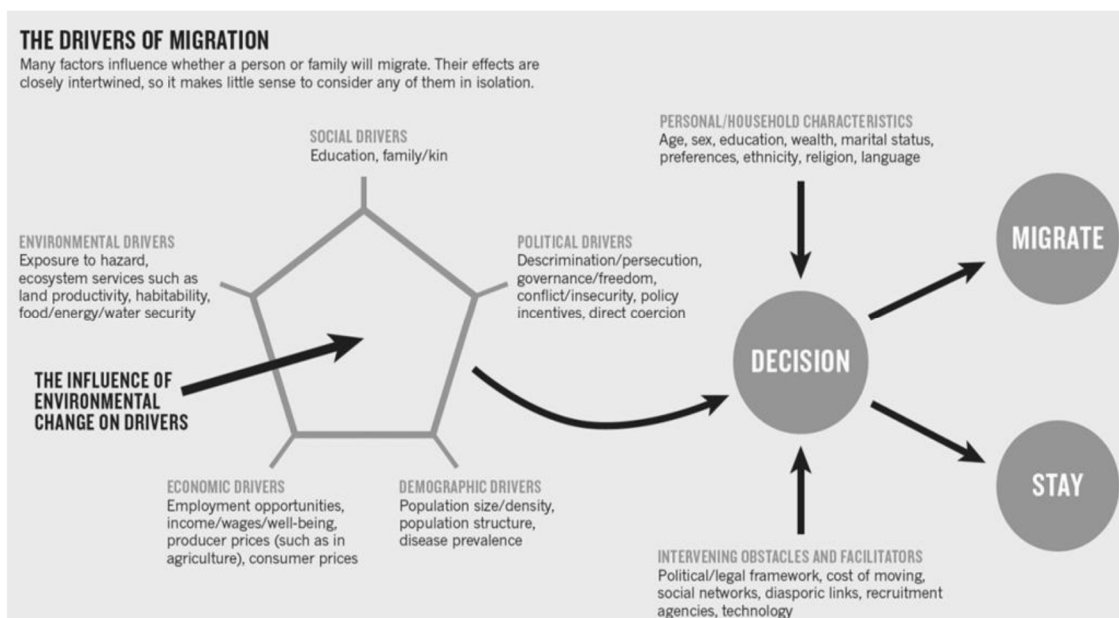 THE DRIVERS OF MIGRATION
Many factors influence whether a person or family will migrate. Their effects are
closely intertwined, so it makes little sense to consider any of them in isolation.
SOCIAL DRIVERS
Education, family/kin
ENVIRONMENTAL DRIVERS
Exposure to hazard,
ecosystem services such as
land productivity, habitability,
food/energy/water security
POLITICAL DRIVERS
Descrimination/persecution,
governance/freedom,
conflict/insecurity, policy
incentives, direct coercion
THE INFLUENCE OF
ENVIRONMENTAL
CHANGE ON DRIVERS
ECONOMIC DRIVERS
Employment opportunities,
income/wages/well-being,
producer prices (such as in
agriculture), consumer prices
DEMOGRAPHIC DRIVERS
Population size/density,
population structure,
disease prevalence
PERSONAL/HOUSEHOLD CHARACTERISTICS
Age, sex, education, wealth, marital status,
preferences, ethnicity, religion, language
DECISION
MIGRATE
STAY
INTERVENING OBSTACLES AND FACILITATORS
Political/legal framework, cost of moving,
social networks, diasporic links, recruitment
agencies, technology